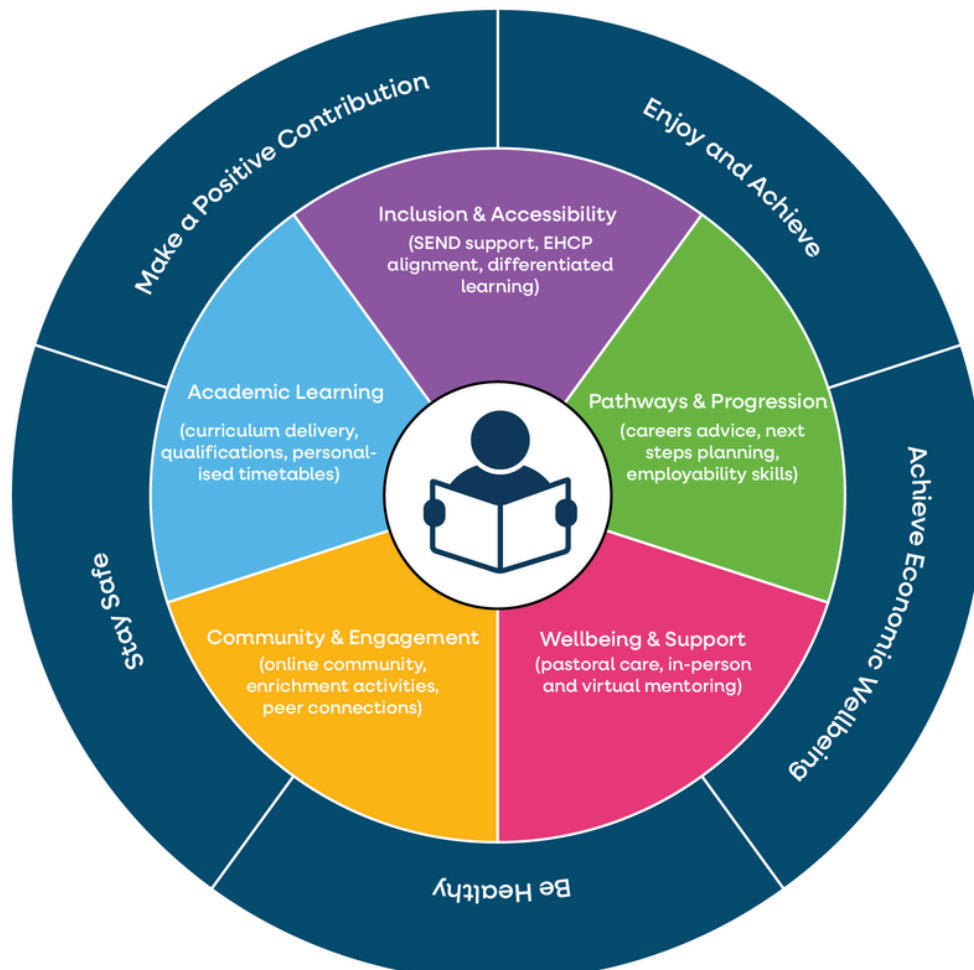 Make a Positive Contribution
Enjoy and Achieve
Achieve Economic Wellbeing
Be Healthy
Stay Safe
Inclusion & Accessibility
(SEND support, EHCP
alignment, differentiated
learning)
Pathways & Progression
(careers advice, next
steps planning,
employability skills)
Wellbeing & Support
(pastoral care, in-person
and virtual mentoring)
Community & Engagement
(online community,
enrichment activities,
peer connections)
Academic Learning
(curriculum delivery,
qualifications, personal-
ised timetables)